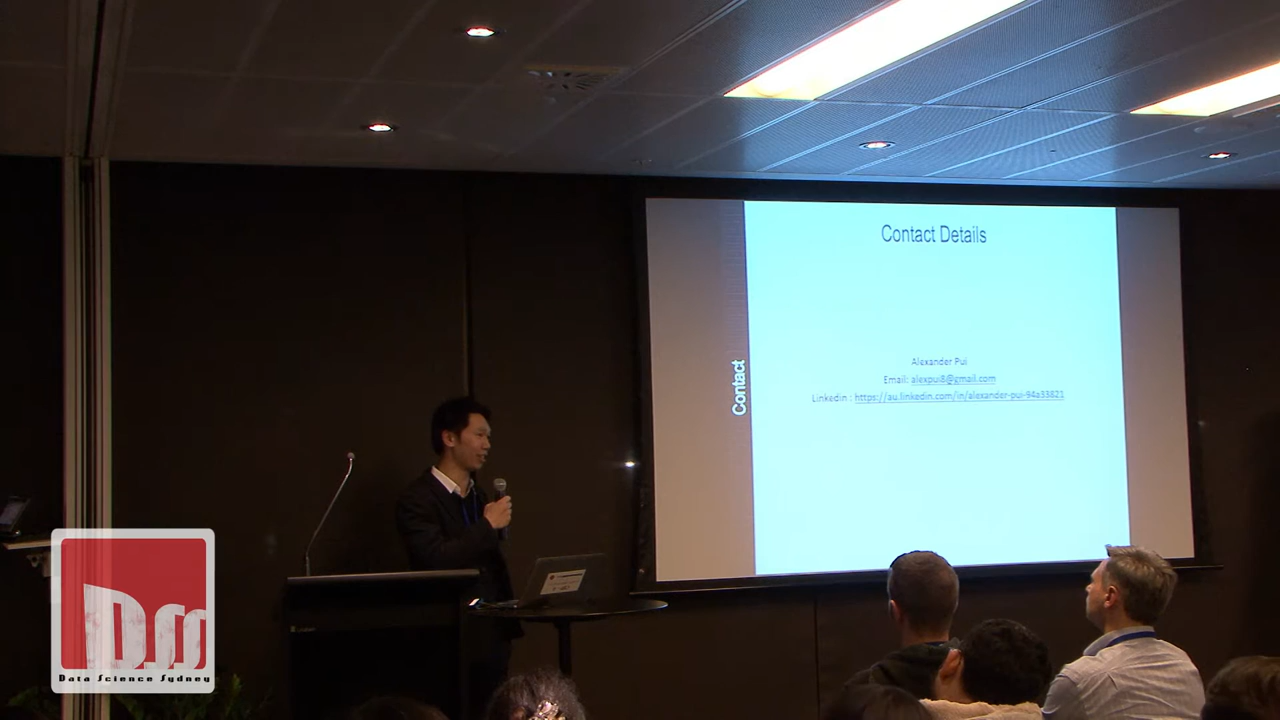 Contact Details
Contact
Alexander Pui
Email: alexpui8@gmail.com
Linkedin : https://au.linkedin.com/in/alexander-pui-94a33821
Dss
Data Science Sydney